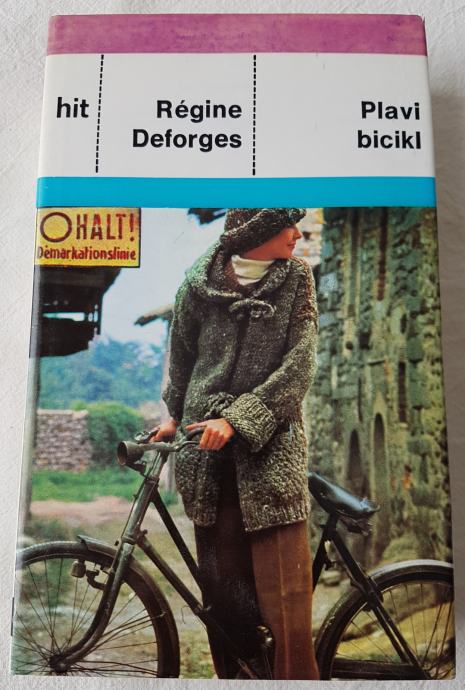 hit
Régine
Deforges
Plavi
bicikl
HALT!
Demarkationslinie